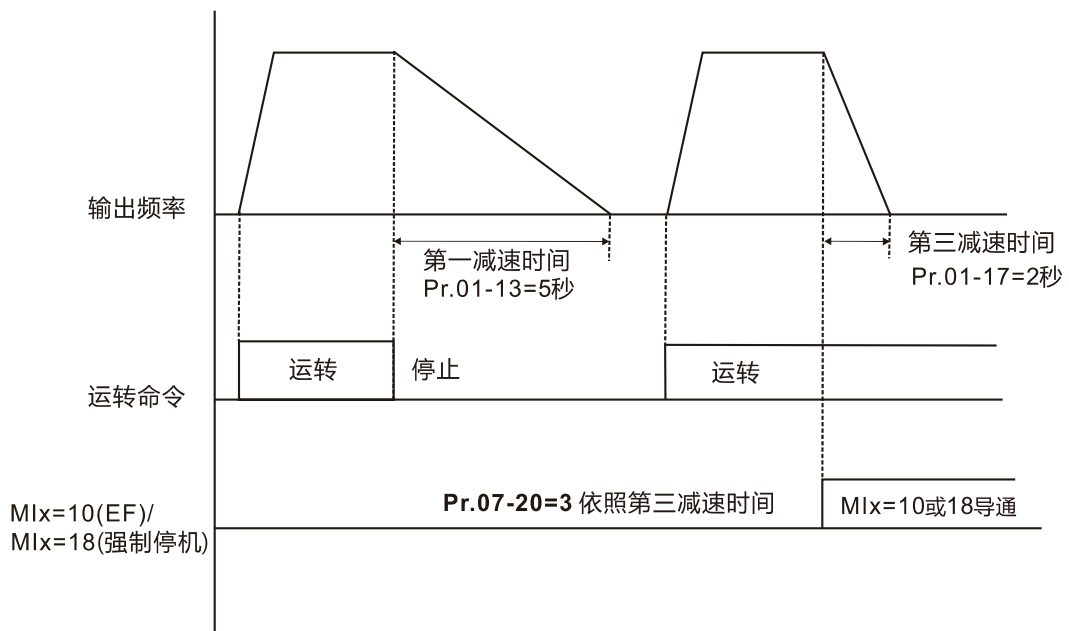 输出频率
第一减速时间
Pr.01-13=5秒
第三减速时间
Pr.01-17=2秒
运转命令
运转
停止
运转
MIx=10(EF)/
MIx=18(强制停机)
Pr.07-20=3 依照第三减速时间
MIx=10或18导通